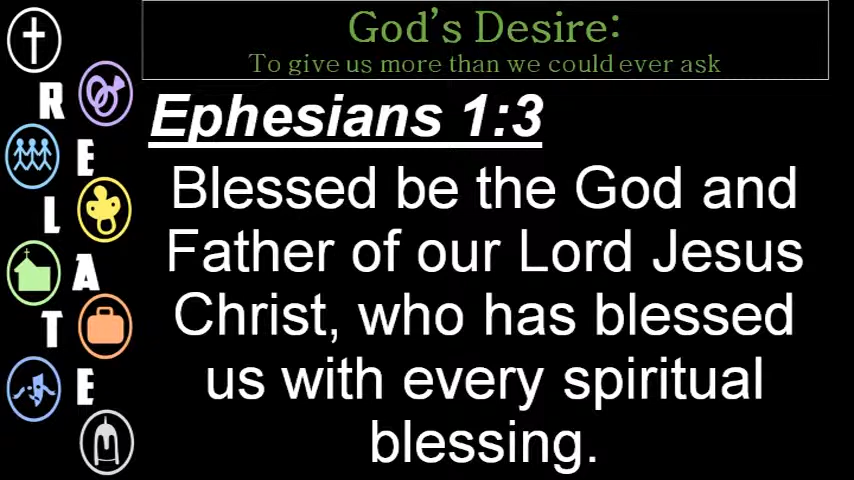 God's Desire:
To give us more than we could ever ask
RELATE
Ephesians 1:3
Blessed be the God and
Father of our Lord Jesus
Christ, who has blessed
us with every spiritual
blessing.